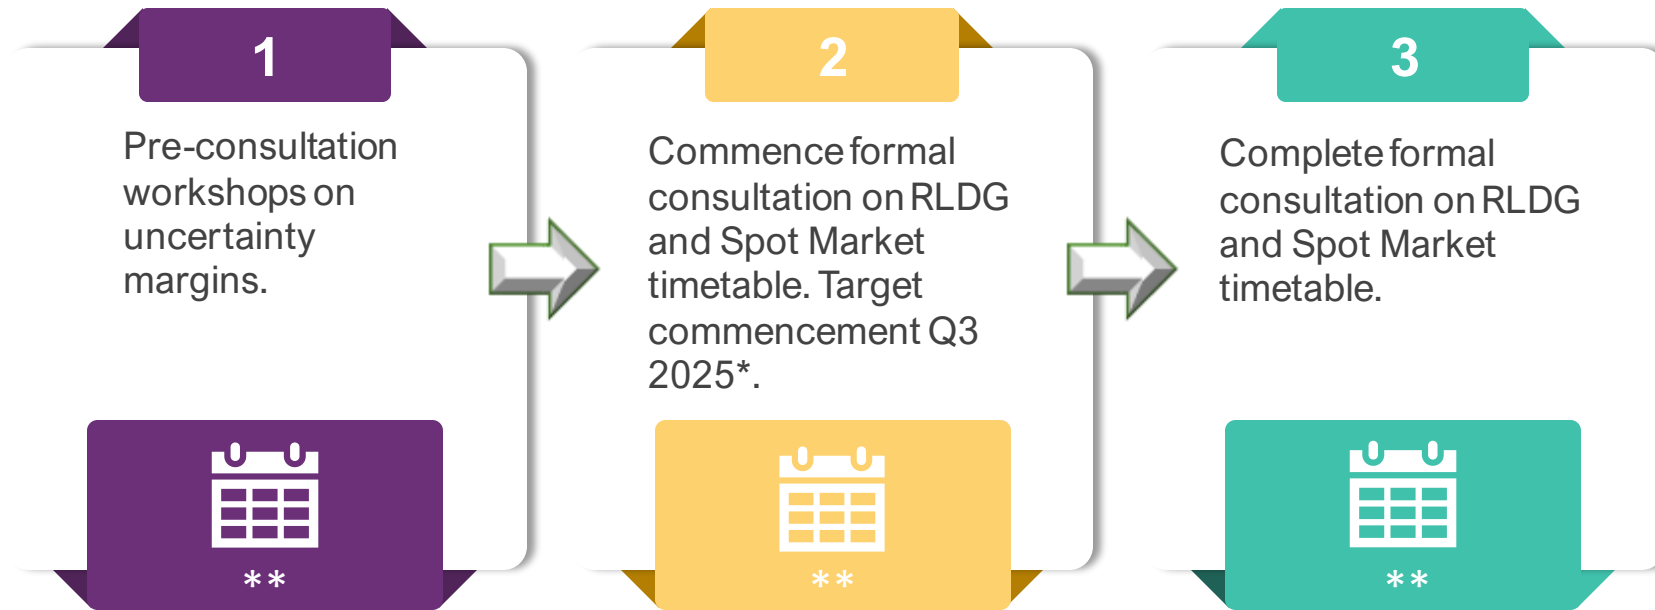 1
Pre-consultation
workshops on
uncertainty
margins.
**
2
Commence formal
consultation on RLDG
and Spot Market
timetable. Target
commencement Q3
2025*.
**
3
Complete formal
consultation on RLDG
and Spot Market
timetable.
**